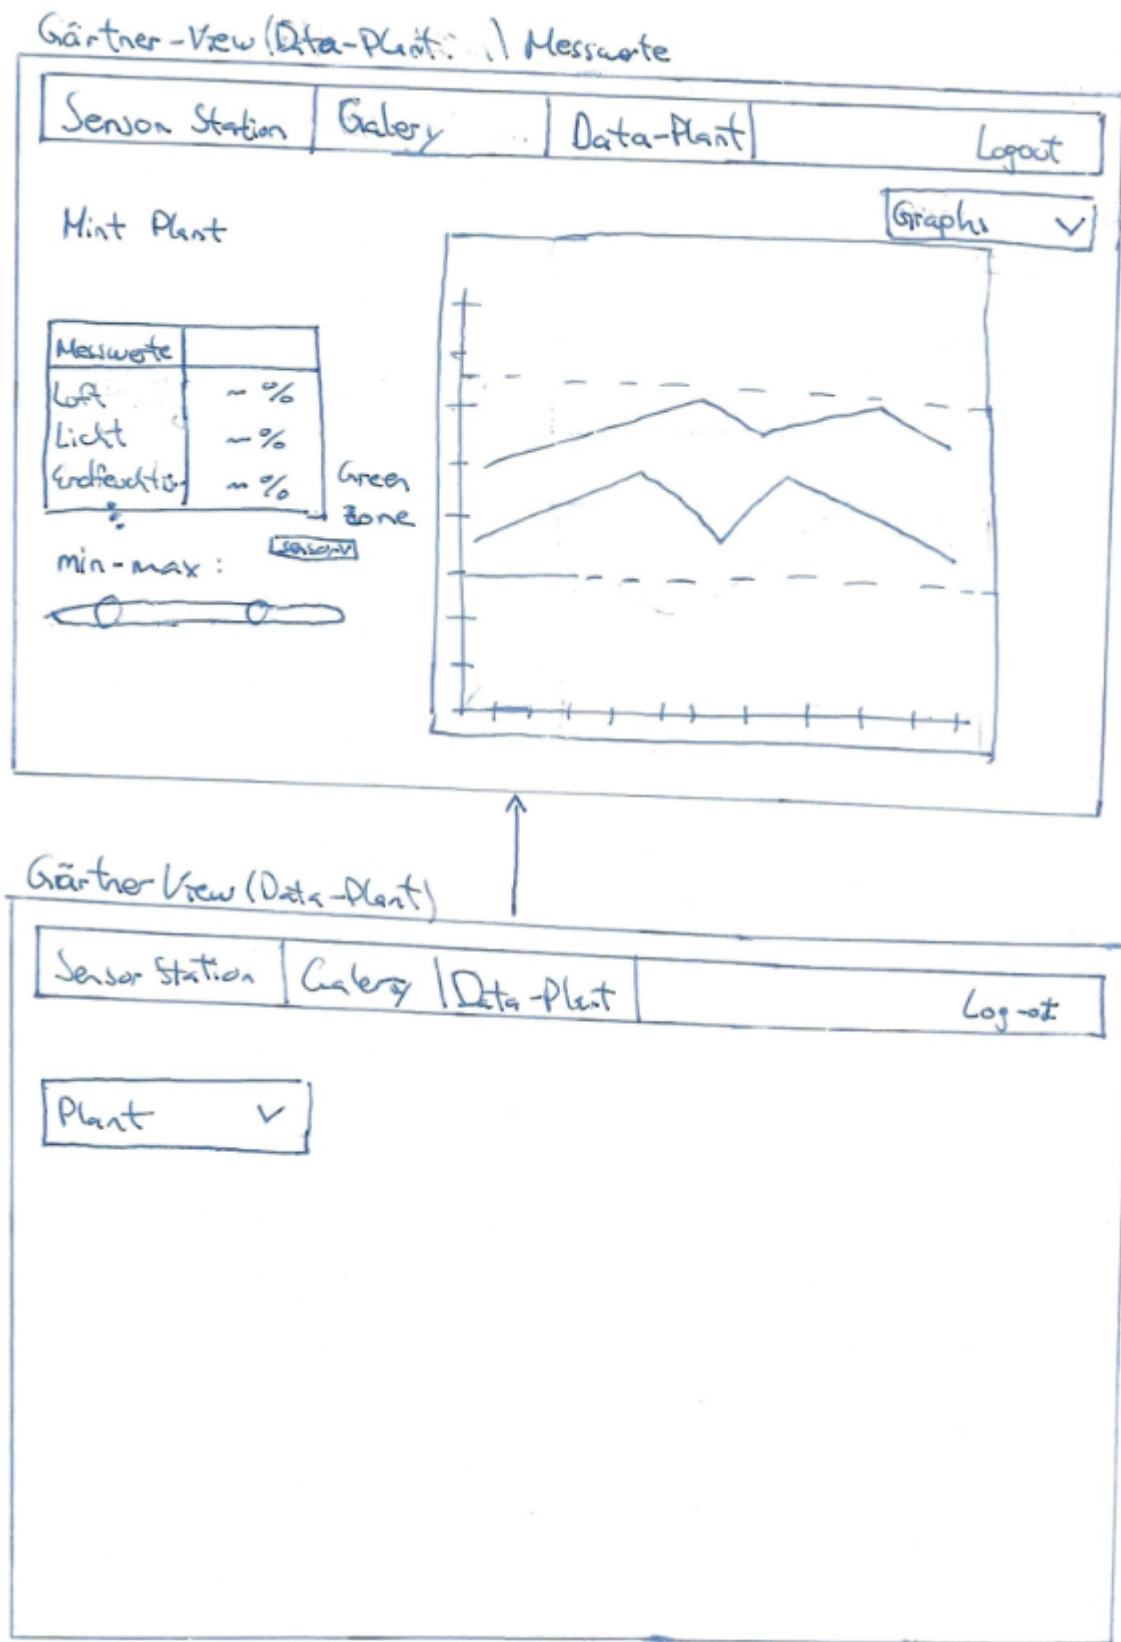 Gärtner-View (Data-Plant: ..) Messwerte
Sensor Station Galery Data-Plant Logout
Graphs
Mint Plant
Messwerte
Luft ~ %
Licht ~ %
Erdfeuchtig. ~ %
Green
zone
min-max :
Gärtner View (Data-Plant)
Sensor Station Galery Data-Plant Log-out
Plant